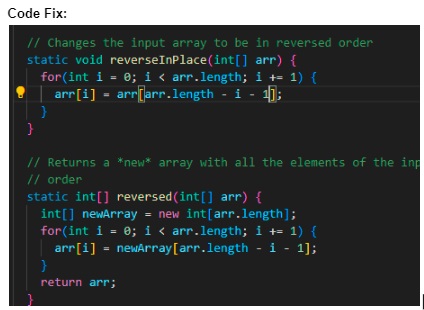 Code Fix:
// Changes the input array to be in reversed order
static void reverseInPlace(int[] arr) {
for(int i = 0; i < arr.length; i += 1) {
arr[i] = arr[arr.length - i - 1];
}
}
// Returns a *new* array with all the elements of the
// order
static int[] reversed(int[] arr) {
int[] newArray = new int[arr.length];
for(int i = 0; i < arr.length; i += 1) {
arr[i] = newArray[arr.length - i - 1];
}
return arr;
}